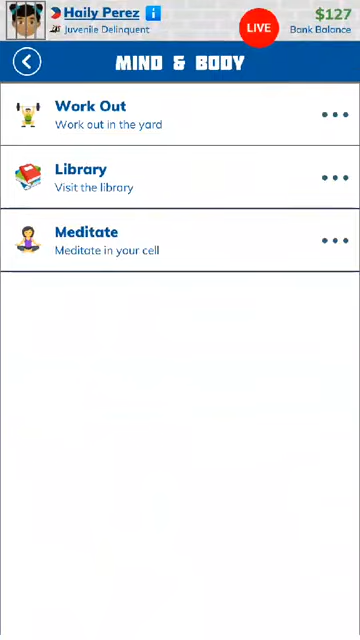 Haily Perez i
Juvenile Delinquent
LIVE
$127
Bank Balance
MIND & BODY
Work Out
Work out in the yard
Library
Visit the library
Meditate
Meditate in your cell